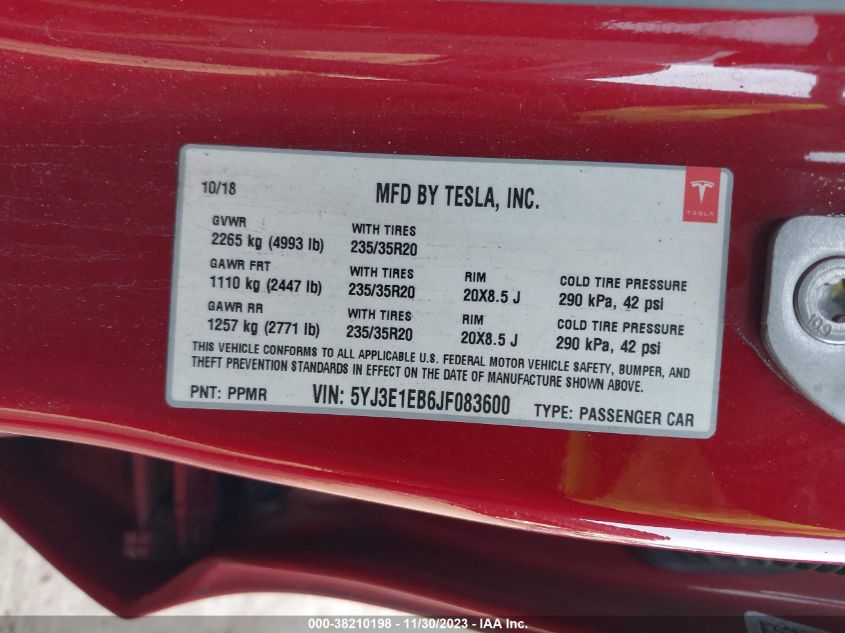 10/18
MFD BY TESLA, INC.
TESLA
GVWR WITH TIRES
2265 kg (4993 lb) 235/35R20
GAWR FRT WITH TIRES RIM COLD TIRE PRESSURE
1110 kg (2447 lb) 235/35R20 20X8.5 J 290 kPa, 42 psi
GAWR RR WITH TIRES RIM COLD TIRE PRESSURE
1257 kg (2771 lb) 235/35R20 20X8.5 J 290 kPa, 42 psi
THIS VEHICLE CONFORMS TO ALL APPLICABLE U.S. FEDERAL MOTOR VEHICLE SAFETY, BUMPER, AND
THEFT PREVENTION STANDARDS IN EFFECT ON THE DATE OF MANUFACTURE SHOWN ABOVE.
PNT: PPMR VIN: 5YJ3E1EB6JF083600 TYPE: PASSENGER CAR
10.9
000-38210198 - 11/30/2023 - IAAI.COM